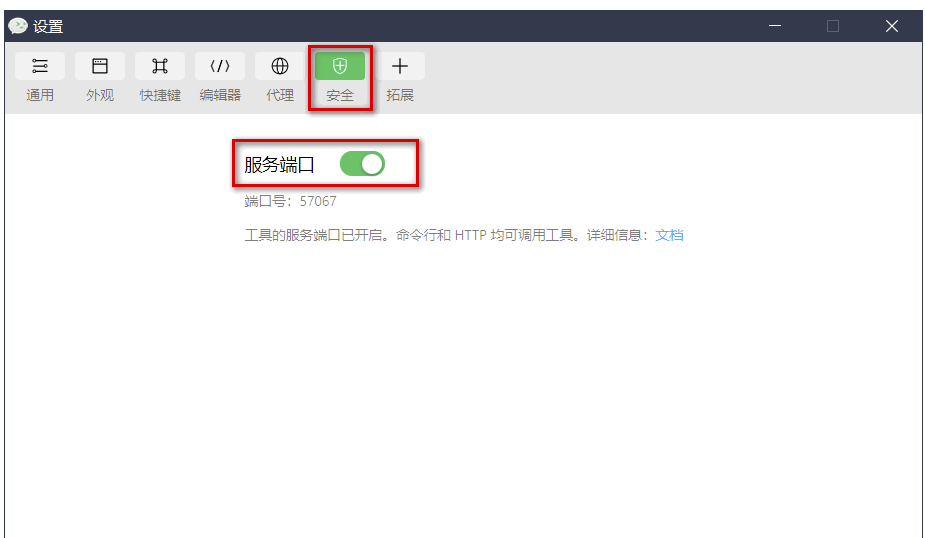 设置
通用 外观 快捷键 编辑器 代理 安全 拓展
服务端口
端口号：57067
工具的服务端口已开启。命令行和 HTTP 均可调用工具。详细信息：文档